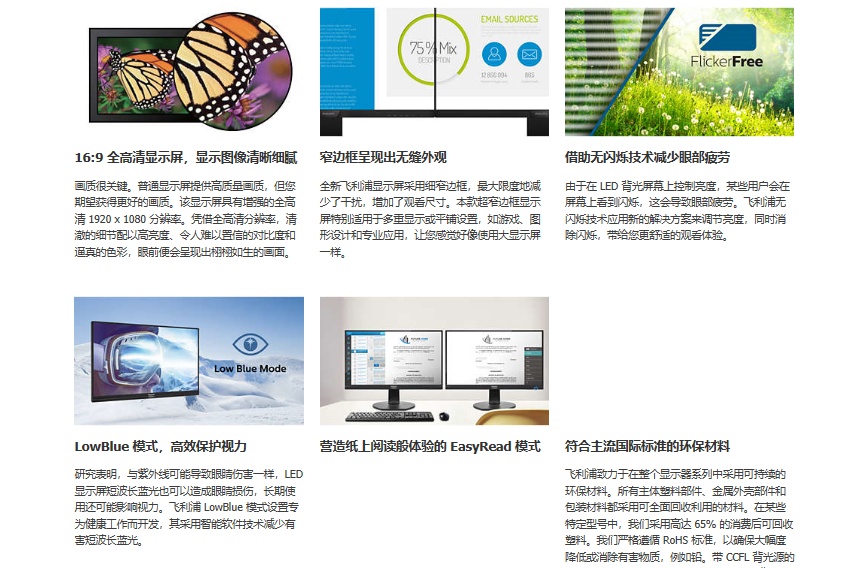 75% Mix
DESCRIPTION
EMAIL SOURCES
FlickerFree
16:9 全高清显示屏，显示图像清晰细腻
画质很关键。普通显示屏提供高质量画质，但您
期望获得更好的画质。该显示屏具有增强的全高
清 1920 x 1080 分辨率。凭借全高清分辨率，清
澈的细节配以高亮度、令人难以置信的对比度和
逼真的色彩，眼前便会呈现出栩栩如生的画面。
窄边框呈现出无缝外观
全新飞利浦显示屏采用细窄边框，最大限度地减
少了干扰，增加了观看尺寸。本款超窄边框显示
屏特别适用于多重显示或平铺设置，如游戏、图
形设计和专业应用，让您感觉好像使用大显示屏
一样。
借助无闪烁技术减少眼部疲劳
由于在 LED 背光屏幕上控制亮度，某些用户会在
屏幕上看到闪烁，这会导致眼部疲劳。飞利浦无
闪烁技术应用新的解决方案来调节亮度，同时消
除闪烁，带给您更舒适的观看体验。
Low Blue Mode
LowBlue 模式，高效保护视力
研究表明，与紫外线可能导致眼睛伤害一样，LED
显示屏短波长蓝光也可以造成眼睛损伤，长期使
用还可能影响视力。飞利浦 LowBlue 模式设置专
为健康工作而开发，其采用智能软件技术减少有
害短波长蓝光。
营造纸上阅读般体验的 EasyRead 模式
符合主流国际标准的环保材料
飞利浦致力于在整个显示器系列中采用可持续的
环保材料。所有主体塑料部件、金属外壳部件和
包装材料都采用可全面回收利用的材料。在某些
特定型号中，我们采用高达 65% 的消费后可回收
塑料。我们严格遵循 RoHS 标准，以确保大幅度
降低或消除有害物质，例如铅。带 CCFL 背光源的